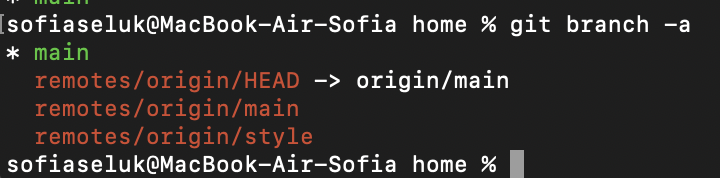 * main
[sofiaseluk@MacBook-Air-Sofia home % git branch -a
* main
remotes/origin/HEAD -> origin/main
remotes/origin/main
remotes/origin/style
sofiaseluk@MacBook-Air-Sofia home %